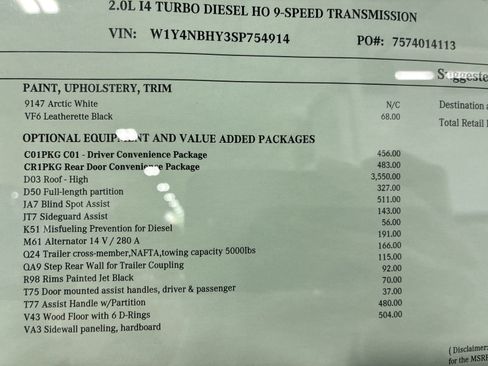 2.0L I4 TURBO DIESEL HO 9-SPEED TRANSMISSION
VIN: W1Y4NBHY3SP754914 PO#: 7574014113
Suggeste
PAINT, UPHOLSTERY, TRIM
9147 Arctic White N/C Destination a
VF6 Leatherette Black 68.00 Total Retail
OPTIONAL EQUIPMENT AND VALUE ADDED PACKAGES
C01PKG C01 - Driver Convenience Package 456.00
CR1PKG Rear Door Convenience Package 483.00
D03 Roof - High 3,550.00
D50 Full-length partition 327.00
JA7 Blind Spot Assist 511.00
JT7 Sideguard Assist 143.00
K51 Misfueling Prevention for Diesel 56.00
M61 Alternator 14 V / 280 A 191.00
Q24 Trailer cross-member,NAFTA,towing capacity 5000lbs 166.00
QA9 Step Rear Wall for Trailer Coupling 115.00
R98 Rims Painted Jet Black 92.00
T75 Door mounted assist handles, driver & passenger 70.00
T77 Assist Handle w/Partition 37.00
V43 Wood Floor with 6 D-Rings 480.00
VA3 Sidewall paneling, hardboard 504.00
( Disclaimer:
for the MSRP